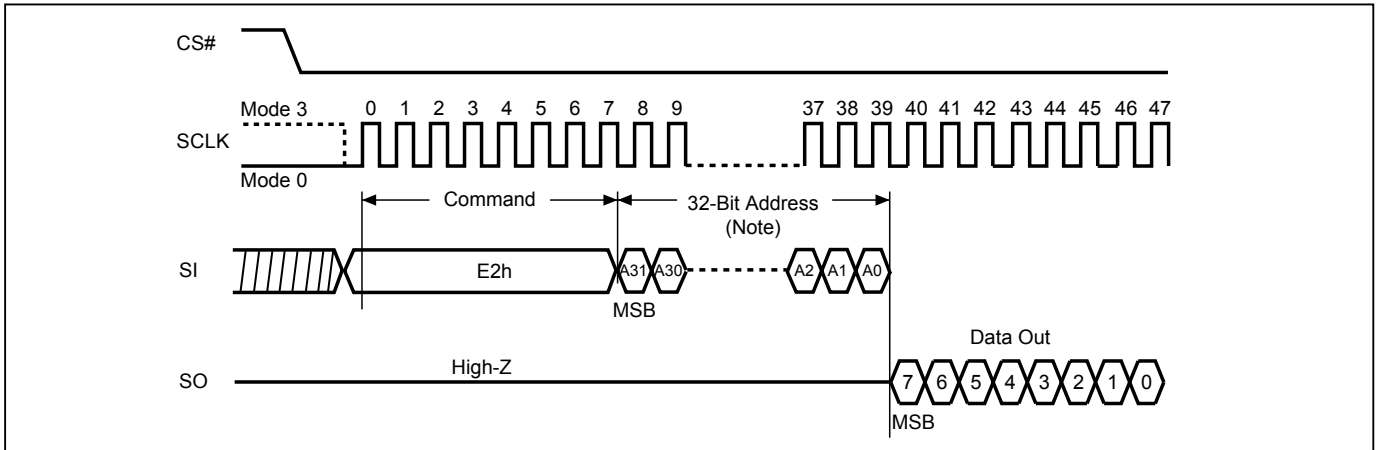 CS#
Mode 3
0 1 2 3 4 5 6 7 8 9 37 38 39 40 41 42 43 44 45 46 47
SCLK
Mode 0
Command
32-Bit Address
(Note)
SI
E2h
A31 A30 A2 A1 A0
MSB
Data Out
High-Z
SO
7 6 5 4 3 2 1 0
MSB